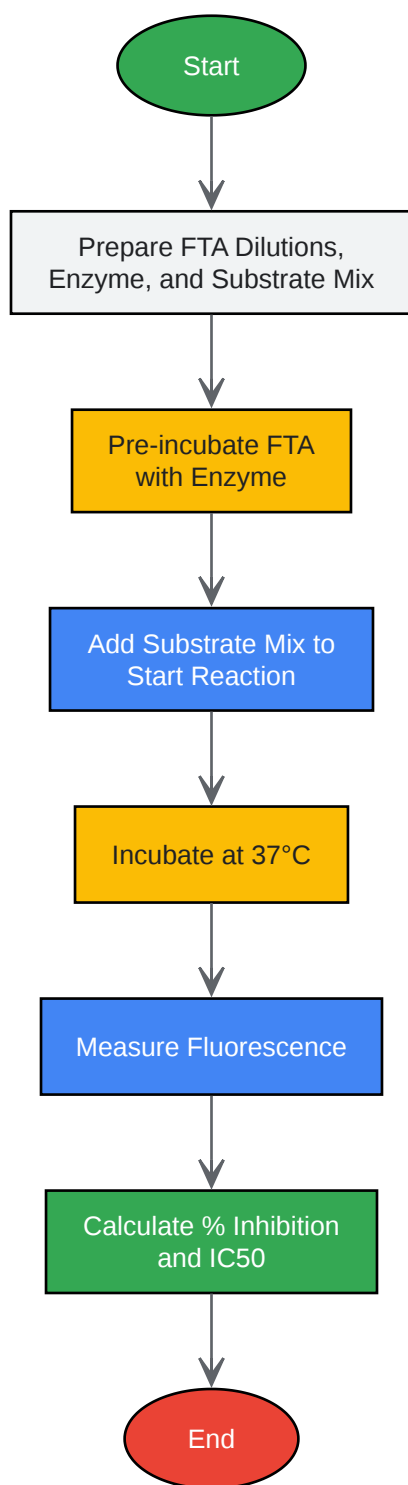 Start
Prepare FTA Dilutions,
Enzyme, and Substrate Mix
Pre-incubate FTA
with Enzyme
Add Substrate Mix to
Start Reaction
Incubate at 37°C
Measure Fluorescence
Calculate % Inhibition
and IC50
End